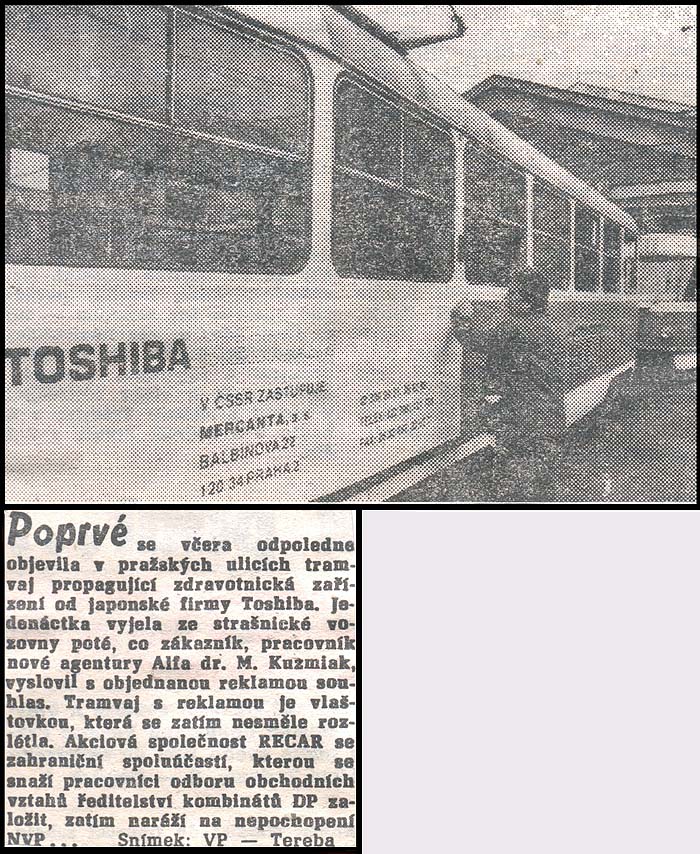 TOSHIBA
V ČSSR ZASTUPUJE
MERCANTA, a.s.
BALBINOVA 22
120 34 PRAHA 2
Poprvé se včera odpoledne
objevila v pražských ulicích tram-
vaj propagující zdravotnická zaří-
zení od japonské firmy Toshiba. Je-
denáctka vyjela ze strašnické vo-
zovny poté, co zákazník, pracovník
nové agentury Alfa dr. M. Kuzmiak,
vyslovil s objednanou reklamou sou-
hlas. Tramvaj s reklamou je vlaš-
tovkou, která se zatím nesměle roz-
létla. Akciová společnost RECAR se
zahraniční spoluúčastí, kterou se
snaží pracovníci odboru obchodních
vztahů ředitelství kombinátů DP za-
ložit, zatím naráží na nepochopení
NVP... Snímek: VP — Tereba